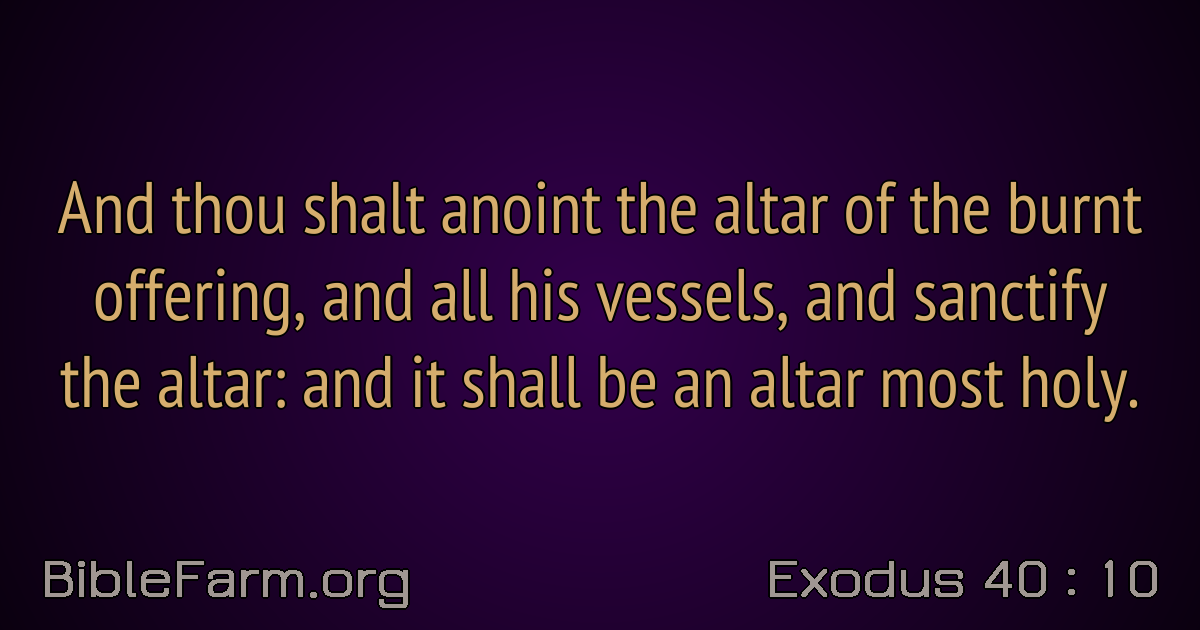 And thou shalt anoint the altar of the burnt
offering, and all his vessels, and sanctify
the altar: and it shall be an altar most holy.
BibleFarm.org
Exodus 40 : 10